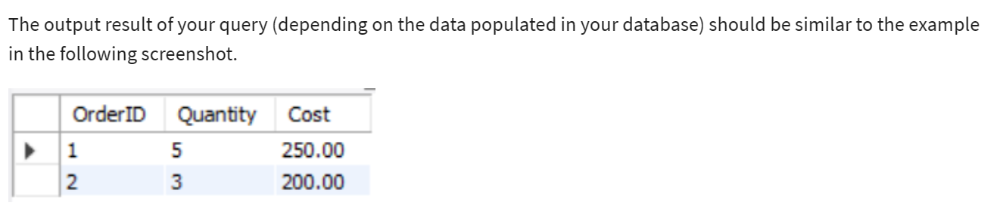 The output result of your query (depending on the data populated in your database) should be similar to the example
in the following screenshot.
OrderID Quantity Cost
1 5 250.00
2 3 200.00